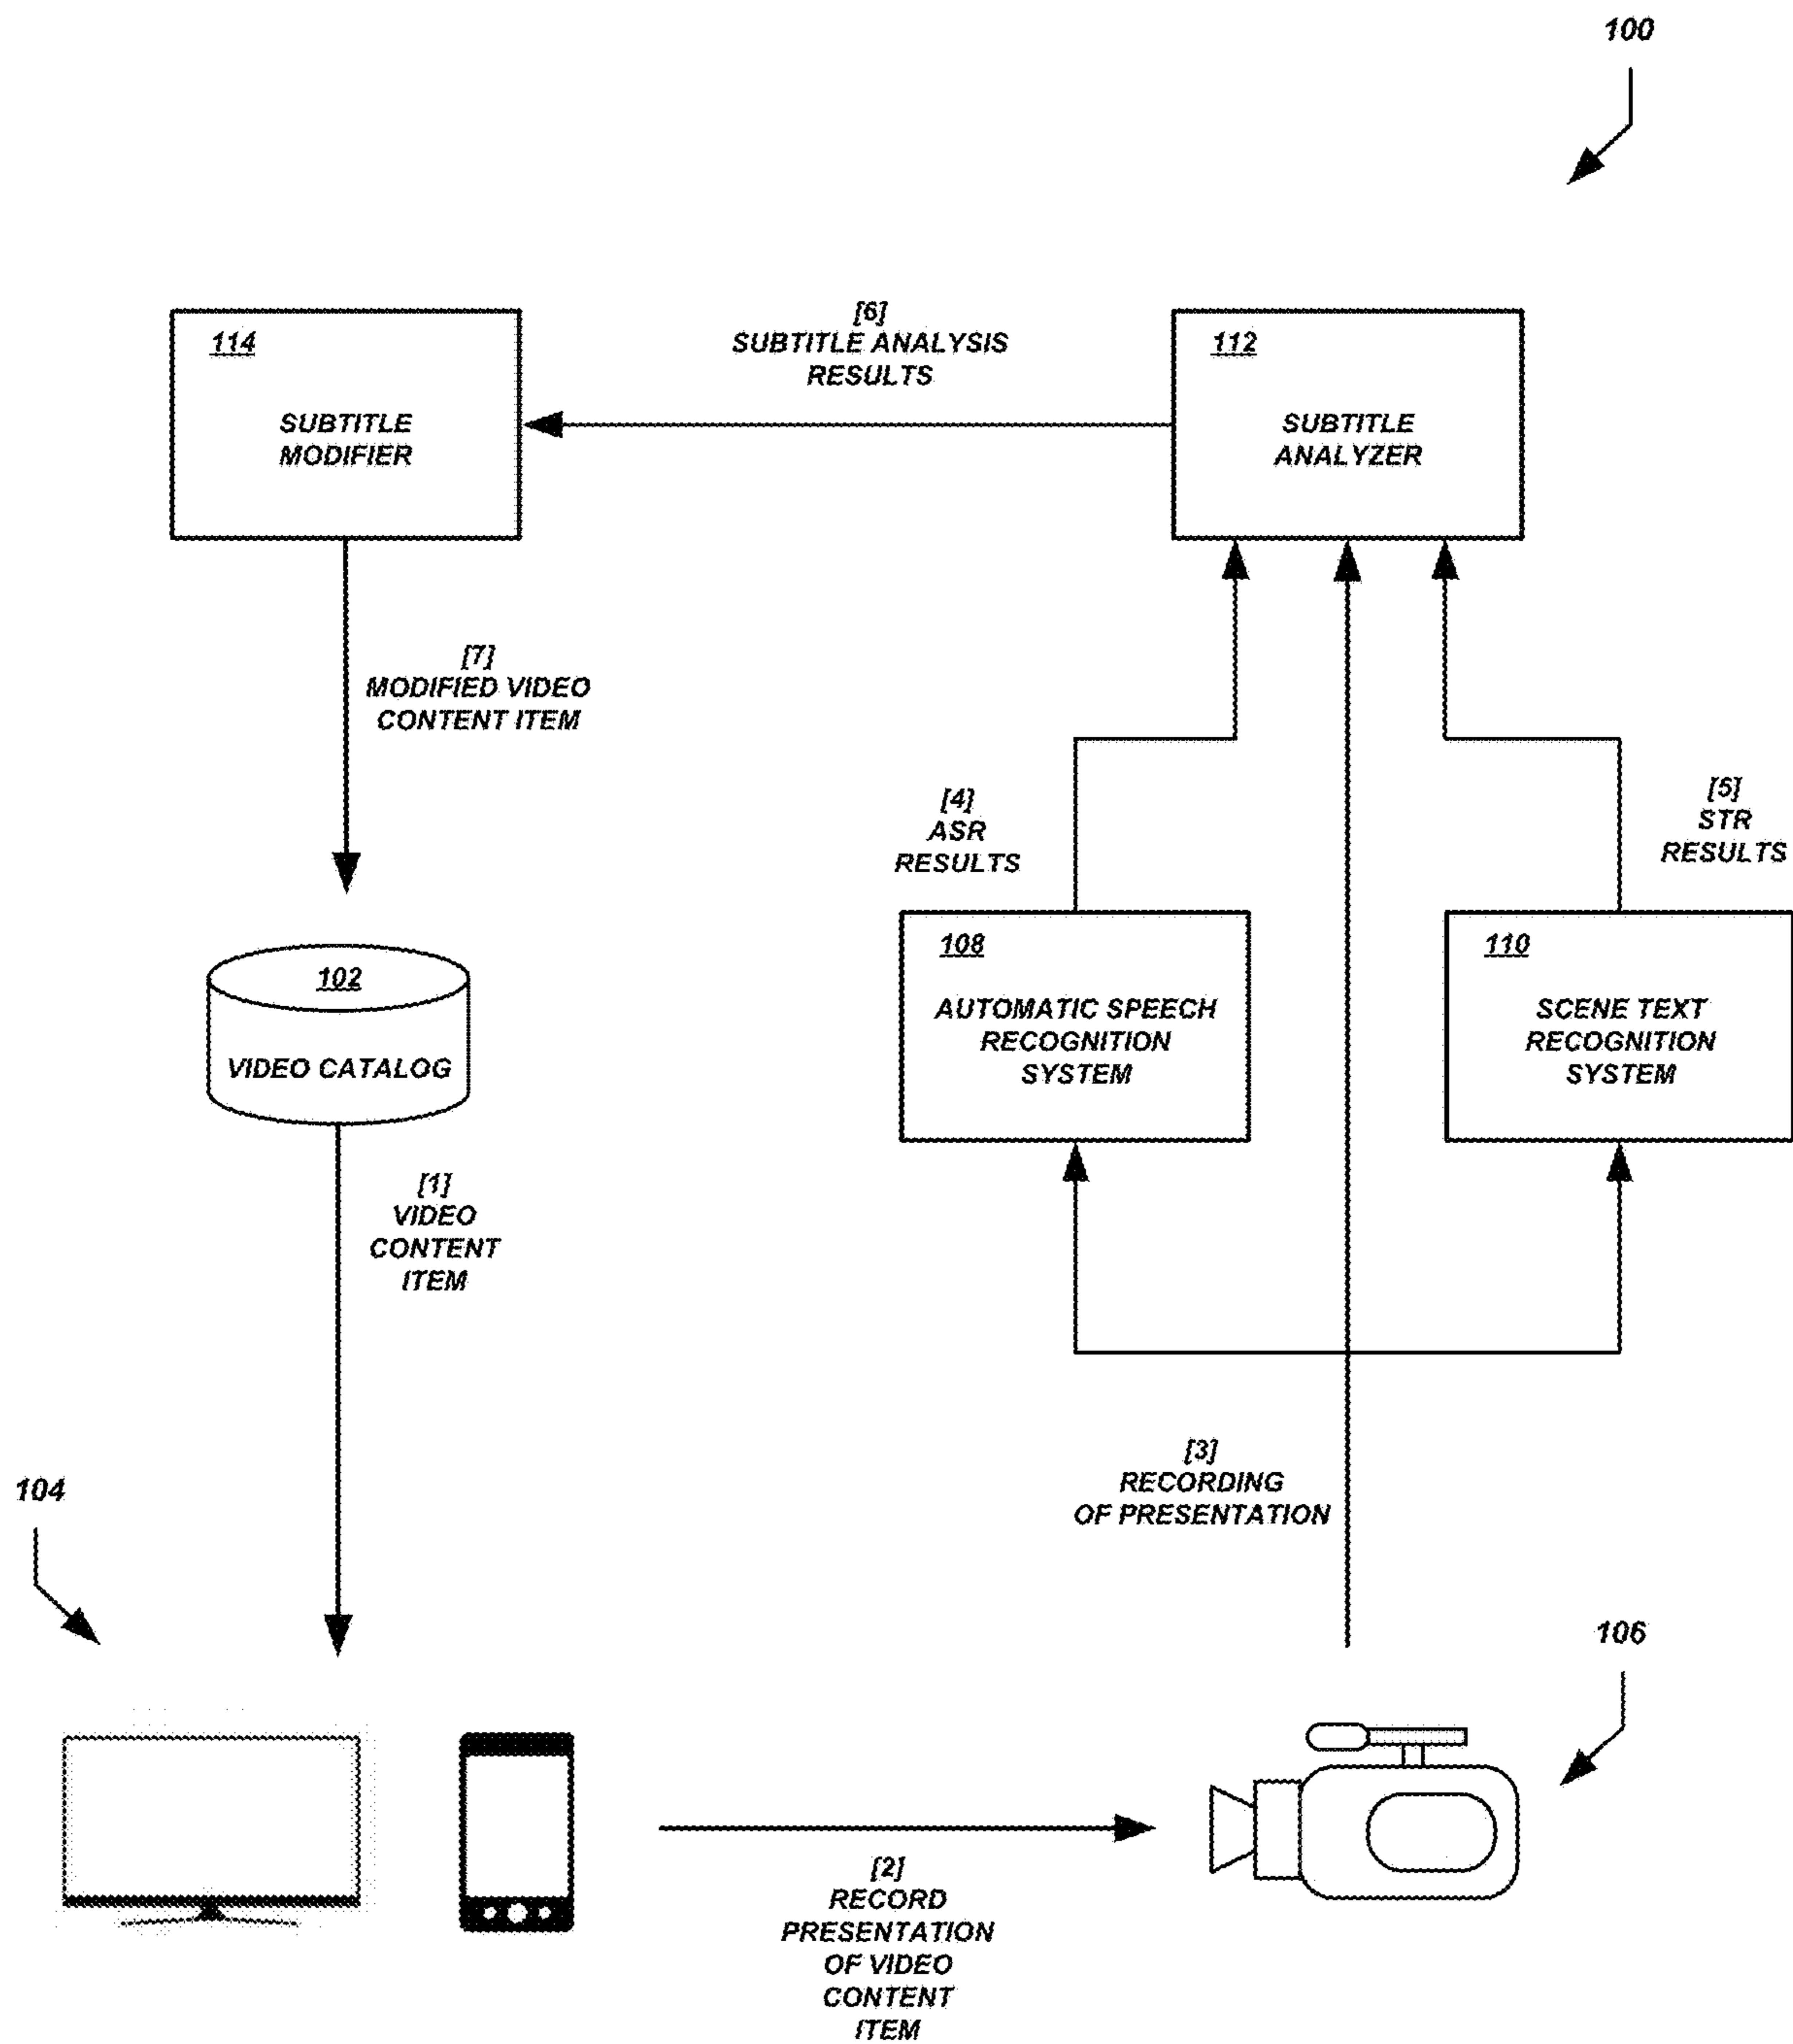 100
114
SUBTITLE
MODIFIER
[6]
SUBTITLE ANALYSIS
RESULTS
112
SUBTITLE
ANALYZER
[7]
MODIFIED VIDEO
CONTENT ITEM
[4]
ASR
RESULTS
[5]
STR
RESULTS
102
VIDEO CATALOG
108
AUTOMATIC SPEECH
RECOGNITION
SYSTEM
110
SCENE TEXT
RECOGNITION
SYSTEM
[1]
VIDEO
CONTENT
ITEM
[3]
RECORDING
OF PRESENTATION
104
106
[2]
RECORD
PRESENTATION
OF VIDEO
CONTENT
ITEM